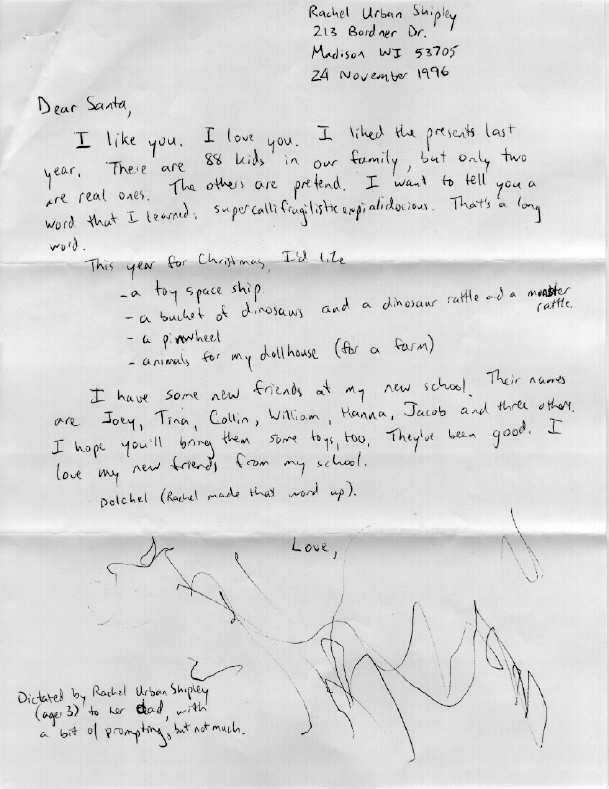 Rachel Urban Shipley
213 Bordner Dr.
Madison WI 53705
24 November 1996
Dear Santa,
I like you. I love you. I liked the presents last
year. There are 88 kids in our family, but only two
are real ones. The others are pretend. I want to tell you a
word that I learned: supercallifragilisticexpialidocious. That's a long
word.
This year for Christmas, I'd like
- a toy space ship.
- a bucket of dinosaurs and a dinosaur rattle and a monster
rattle.
- a pinwheel
- animals for my dollhouse (for a farm)
I have some new friends at my new school. Their names
are Joey, Tina, Collin, William, Hanna, Jacob and three others.
I hope you'll bring them some toys, too. They've been good. I
love my new friends from my school.
Dolchel (Rachel made that word up).
Love,
Dictated by Rachel Urban Shipley
(age 3) to her dad, with
a bit of prompting, but not much.